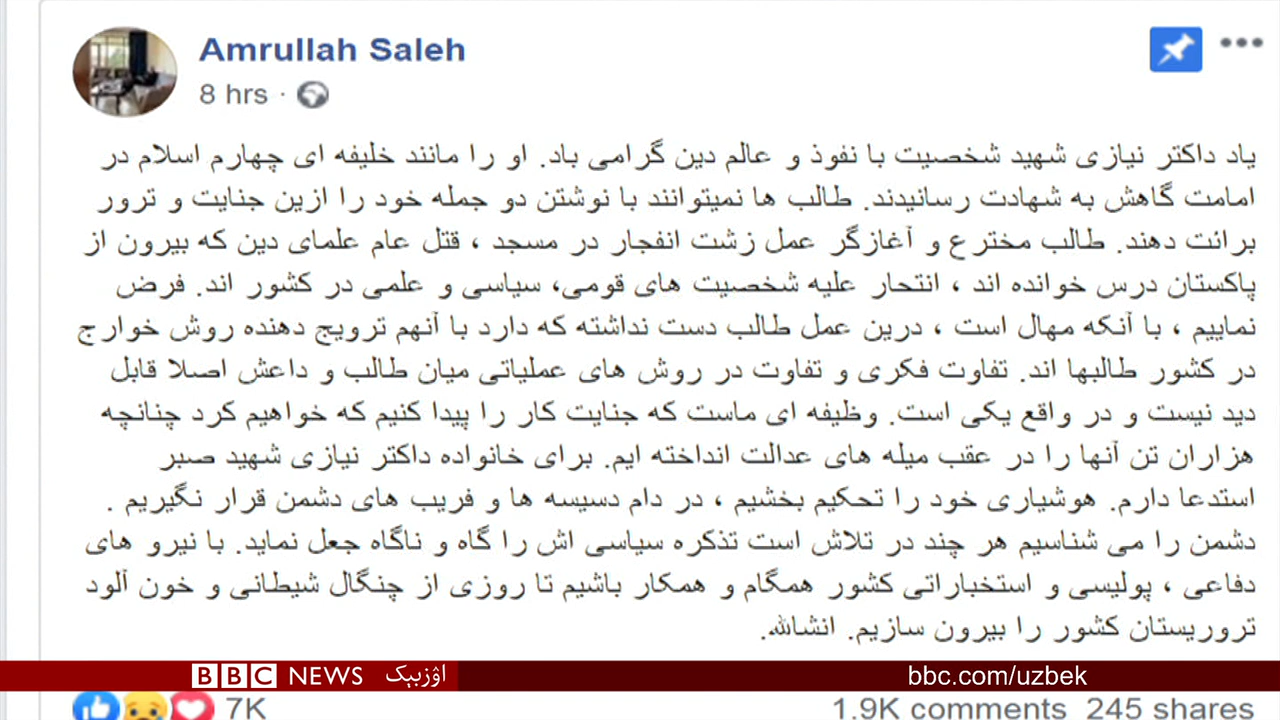 Amrullah Saleh
8 hrs ·
یاد داکتر نیازی شهید شخصیت با نفوذ و عالم دین گرامی باد. او را مانند خلیفه ای چهارم اسلام در
امامت گاهش به شهادت رسانیدند. طالب ها نمیتوانند با نوشتن دو جمله خود را ازین جنایت و ترور
برائت دهند. طالب مخترع و آغازگر عمل زشت انفجار در مسجد ، قتل عام علمای دین که بیرون از
پاکستان درس خوانده اند ، انتحار علیه شخصیت های قومی، سیاسی و علمی در کشور اند. فرض
نماییم ، با آنکه مهال است ، درین عمل طالب دست نداشته که دارد با آنهم ترویج دهنده روش خوارج
در کشور طالبها اند. تفاوت فکری و تفاوت در روش های عملیاتی میان طالب و داعش اصلا قابل
دید نیست و در واقع یکی است. وظیفه ای ماست که جنایت کار را پیدا کنیم که خواهیم کرد چنانچه
هزاران تن آنها را در عقب میله های عدالت انداخته ایم. برای خانواده داکتر نیازی شهید صبر
استدعا دارم. هوشیاری خود را تحکیم بخشیم ، در دام دسیسه ها و فریب های دشمن قرار نگیریم .
دشمن را می شناسیم هر چند در تلاش است تذکره سیاسی اش را گاه و ناگاه جعل نماید. با نیرو های
دفاعی ، پولیسی و استخباراتی کشور همگام و همکار باشیم تا روزی از چنگال شیطانی و خون آلود
تروریستان کشور را بیرون سازیم. انشالله.
BBC NEWS اۉزبېک bbc.com/uzbek
7K 1.9K comments 245 shares